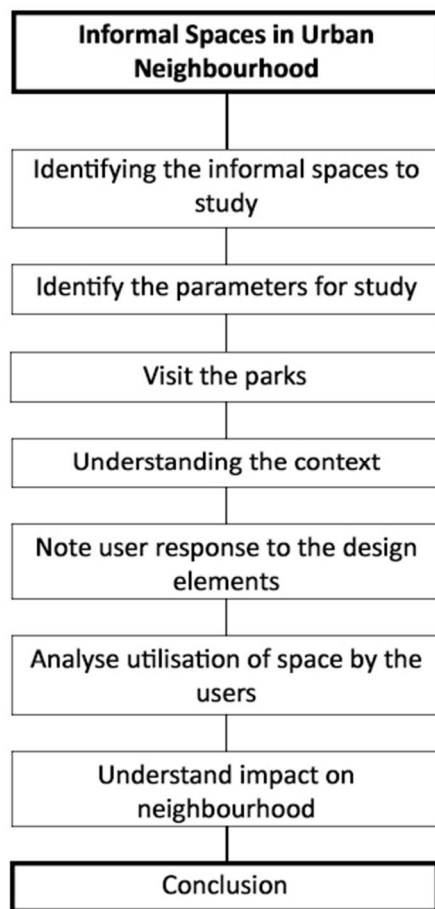 Informal Spaces in Urban
Neighbourhood
Identifying the informal spaces to
study
Identify the parameters for study
Visit the parks
Understanding the context
Note user response to the design
elements
Analyse utilisation of space by the
users
Understand impact on
neighbourhood
Conclusion